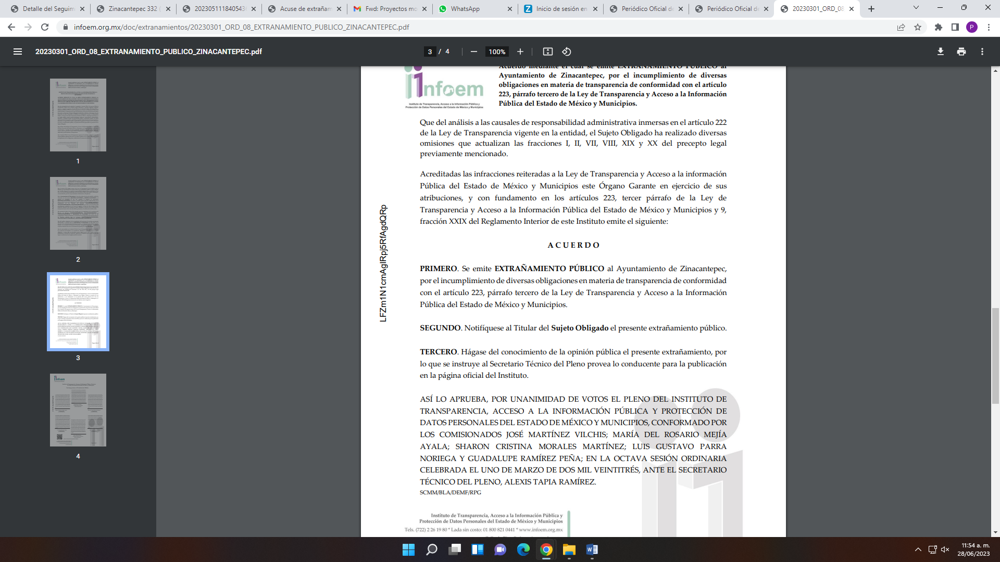 Detalle del Seguim
Zinacantepec 332 (
202305111840543
Acuse de extrañam
Fwd: Proyectos mo
WhatsApp
Inicio de sesión en
Periódico Oficial de
Periódico Oficial de
20230301_ORD_08
infoem.org.mx/doc/extranamientos/20230301_ORD_08_EXTRANAMIENTO_PUBLICO_ZINACANTEPEC.pdf
P
20230301_ORD_08_EXTRANAMIENTO_PUBLICO_ZINACANTEPEC.pdf
3 / 4
100%
1
2
3
4
infoem
Instituto de Transparencia, Acceso a la Información Pública y
Protección de Datos Personales del Estado de México y Municipios
Acuerdo mediante el cual se emite EXTRAÑAMIENTO PÚBLICO al
Ayuntamiento de Zinacantepec, por el incumplimiento de diversas
obligaciones en materia de transparencia de conformidad con el artículo
223, párrafo tercero de la Ley de Transparencia y Acceso a la Información
Pública del Estado de México y Municipios.
Que del análisis a las causales de responsabilidad administrativa inmersas en el artículo 222
de la Ley de Transparencia vigente en la entidad, el Sujeto Obligado ha realizado diversas
omisiones que actualizan las fracciones I, II, VII, VIII, XIX y XX del precepto legal
previamente mencionado.
Acreditadas las infracciones reiteradas a la Ley de Transparencia y Acceso a la información
Pública del Estado de México y Municipios este Órgano Garante en ejercicio de sus
atribuciones, y con fundamento en los artículos 223, tercer párrafo de la Ley de
Transparencia y Acceso a la Información Pública del Estado de México y Municipios y 9,
fracción XXIX del Reglamento Interior de este Instituto emite el siguiente:
LFZm1N1cmAglRpj5RfAgdQRp
A C U E R D O
PRIMERO. Se emite EXTRAÑAMIENTO PÚBLICO al Ayuntamiento de Zinacantepec,
por el incumplimiento de diversas obligaciones en materia de transparencia de conformidad
con el artículo 223, párrafo tercero de la Ley de Transparencia y Acceso a la Información
Pública del Estado de México y Municipios.
SEGUNDO. Notifíquese al Titular del Sujeto Obligado el presente extrañamiento público.
TERCERO. Hágase del conocimiento de la opinión pública el presente extrañamiento, por
lo que se instruye al Secretario Técnico del Pleno provea lo conducente para la publicación
en la página oficial del Instituto.
ASÍ LO APRUEBA, POR UNANIMIDAD DE VOTOS EL PLENO DEL INSTITUTO DE
TRANSPARENCIA, ACCESO A LA INFORMACIÓN PÚBLICA Y PROTECCIÓN DE
DATOS PERSONALES DEL ESTADO DE MÉXICO Y MUNICIPIOS, CONFORMADO POR
LOS COMISIONADOS JOSÉ MARTÍNEZ VILCHIS; MARÍA DEL ROSARIO MEJÍA
AYALA; SHARON CRISTINA MORALES MARTÍNEZ; LUIS GUSTAVO PARRA
NORIEGA Y GUADALUPE RAMÍREZ PEÑA; EN LA OCTAVA SESIÓN ORDINARIA
CELEBRADA EL UNO DE MARZO DE DOS MIL VEINTITRÉS, ANTE EL SECRETARIO
TÉCNICO DEL PLENO, ALEXIS TAPIA RAMÍREZ.
SCMM/BLA/DEMF/RPG
Instituto de Transparencia, Acceso a la Información Pública y
Protección de Datos Personales del Estado de México y Municipios
Tels. (722) 2 26 19 80 * Lada sin costo: 01 800 821 0441 * www.infoem.org.mx
11:54 a. m.
28/06/2023